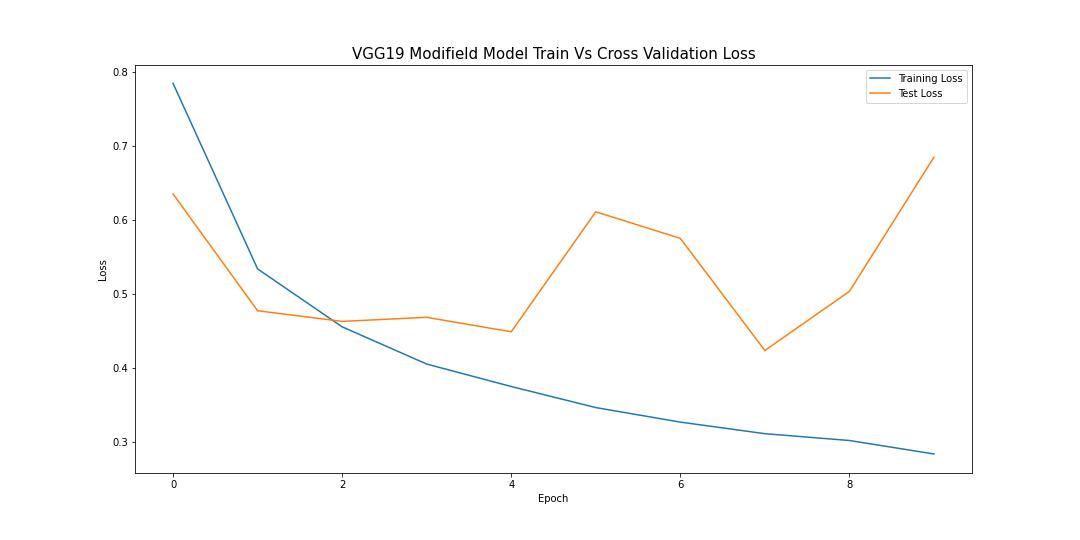 VGG19 Modifield Model Train Vs Cross Validation Loss
Training Loss
Test Loss
0.8
0.7
0.6
0.5
0.4
0.3
Loss
0 2 4 6 8
Epoch